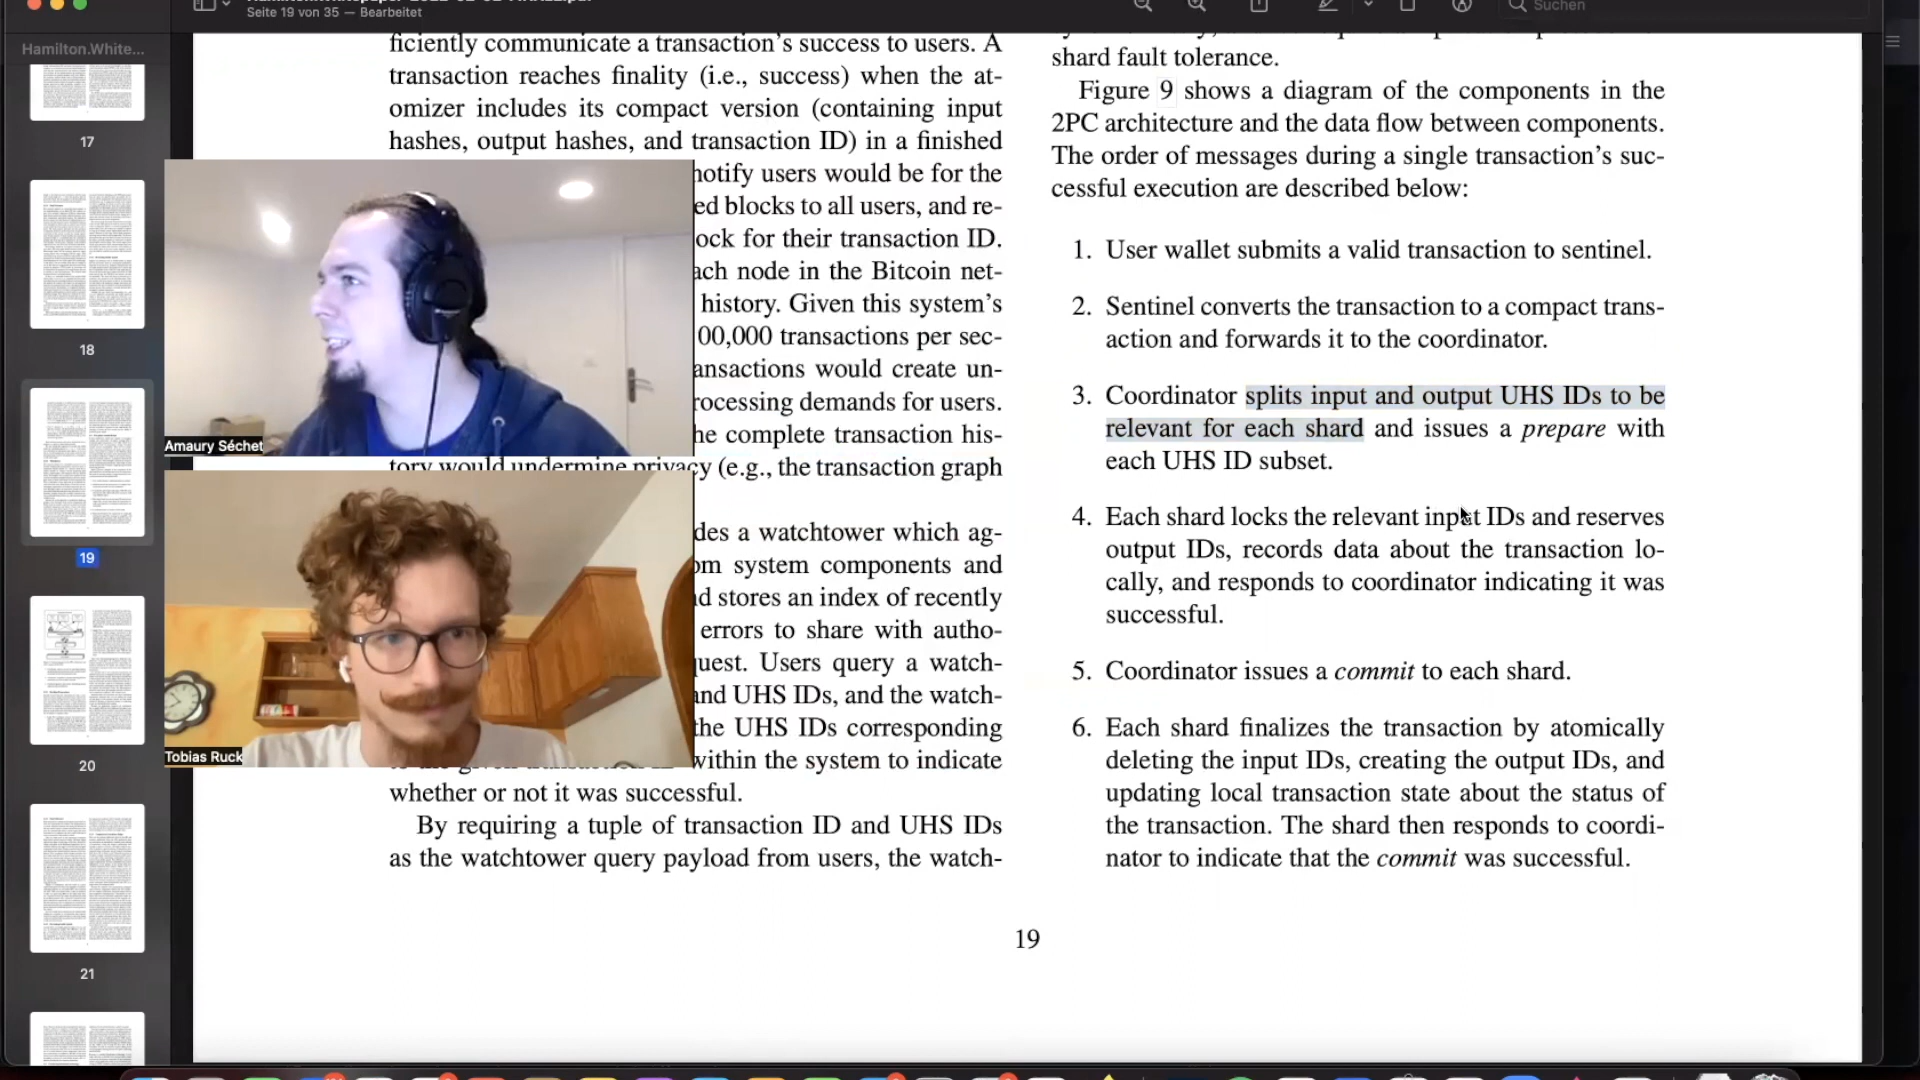 Seite 19 von 35 — Bearbeitet
Suchen
Hamilton.White...
17
18
19
20
21
ficiently communicate a transaction's success to users. A
transaction reaches finality (i.e., success) when the at-
omizer includes its compact version (containing input
hashes, output hashes, and transaction ID) in a finished
notify users would be for the
ed blocks to all users, and re-
ock for their transaction ID.
ach node in the Bitcoin net-
history. Given this system's
00,000 transactions per sec-
ansactions would create un-
rocessing demands for users.
he complete transaction his-
tory would undermine privacy (e.g., the transaction graph
des a watchtower which ag-
om system components and
nd stores an index of recently
errors to share with autho-
quest. Users query a watch-
and UHS IDs, and the watch-
the UHS IDs corresponding
within the system to indicate
whether or not it was successful.
By requiring a tuple of transaction ID and UHS IDs
as the watchtower query payload from users, the watch-
Amaury Séchet
Tobias Ruck
shard fault tolerance.
Figure 9 shows a diagram of the components in the
2PC architecture and the data flow between components.
The order of messages during a single transaction's suc-
cessful execution are described below:
1. User wallet submits a valid transaction to sentinel.
2. Sentinel converts the transaction to a compact trans-
action and forwards it to the coordinator.
3. Coordinator splits input and output UHS IDs to be
relevant for each shard and issues a prepare with
each UHS ID subset.
4. Each shard locks the relevant input IDs and reserves
output IDs, records data about the transaction lo-
cally, and responds to coordinator indicating it was
successful.
5. Coordinator issues a commit to each shard.
6. Each shard finalizes the transaction by atomically
deleting the input IDs, creating the output IDs, and
updating local transaction state about the status of
the transaction. The shard then responds to coordi-
nator to indicate that the commit was successful.
19